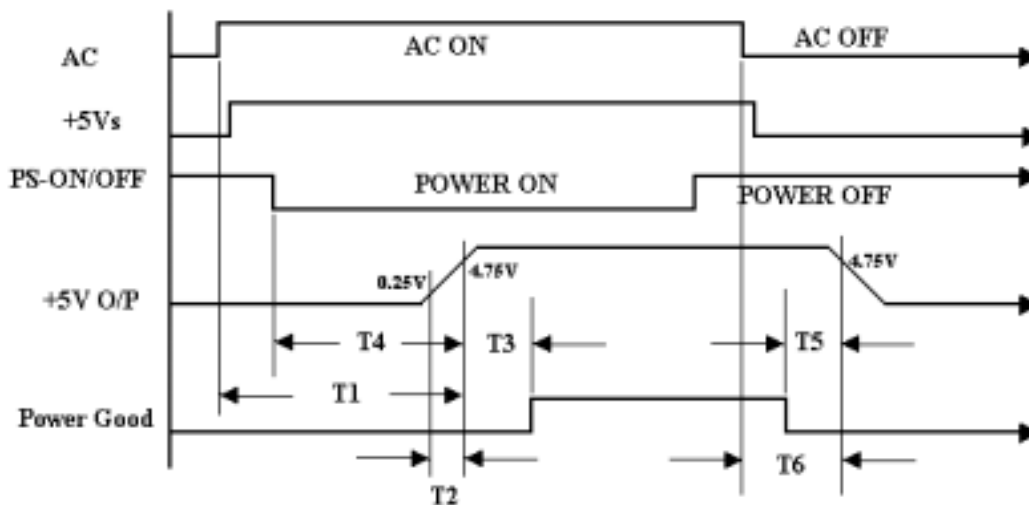 AC
AC ON
AC OFF
+5Vs
PS-ON/OFF
POWER ON
POWER OFF
0.25V
4.75V
4.75V
+5V O/P
T4
T3
T5
T1
Power Good
T6
T2